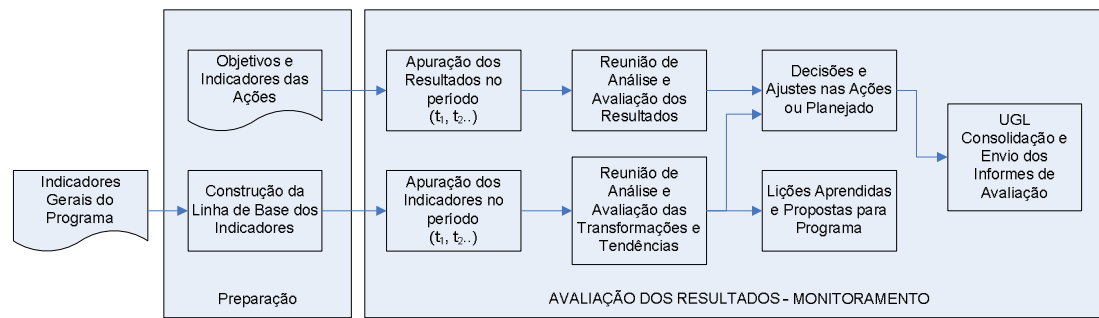 Objetivos e
Indicadores das
Ações
Apuração dos
Resultados no
período
(t₁, t₂..)
Reunião de
Análise e
Avaliação dos
Resultados
Decisões e
Ajustes nas Ações
ou Planejado
UGL
Consolidação e
Envio dos
Informes de
Avaliação
Indicadores
Gerais do
Programa
Construção da
Linha de Base dos
Indicadores
Apuração dos
Indicadores no
período
(t₁, t₂..)
Reunião de
Análise e
Avaliação das
Transformações e
Tendências
Lições Aprendidas
e Propostas para
Programa
Preparação
AVALIAÇÃO DOS RESULTADOS - MONITORAMENTO